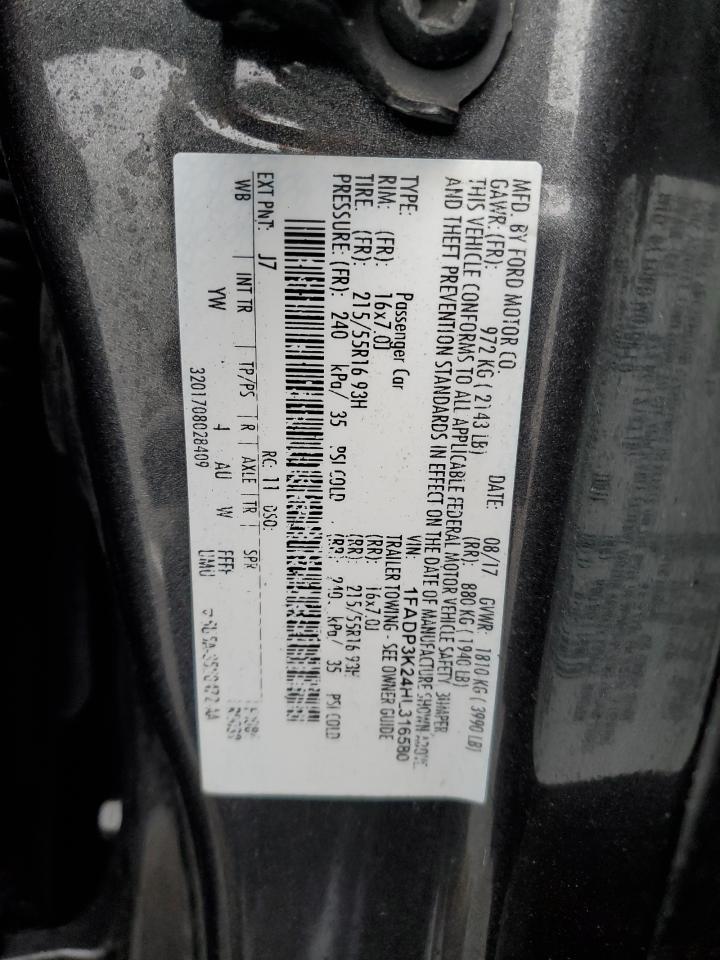 MFD. BY FORD MOTOR CO.
DATE: 08/17 GVWR: 1810 KG ( 3990 LB)
GAWR: (FR): 972 KG ( 2143 LB) (RR): 880 KG ( 1940 LB)
THIS VEHICLE CONFORMS TO ALL APPLICABLE FEDERAL MOTOR VEHICLE SAFETY BUMPER
AND THEFT PREVENTION STANDARDS IN EFFECT ON THE DATE OF MANUFACTURE SHOWN ABOVE.
VIN: 1FADP3K24HL316580
TYPE: Passenger Car TRAILER TOWING - SEE OWNER GUIDE
RIM: (FR): 16x7.0J (RR): 16x7.0J
TIRE: (FR): 215/55R16 93H (RR): 215/55R16 93H
PRESSURE: (FR): 240 kPa/ 35 PSI COLD (RR): 240 kPa/ 35 PSI COLD
EXT PNT: J7 RC: 11 DSO:
WB INT TR TP/PS R AXLE TR SPR
YW AU W
UMU
3201708028409